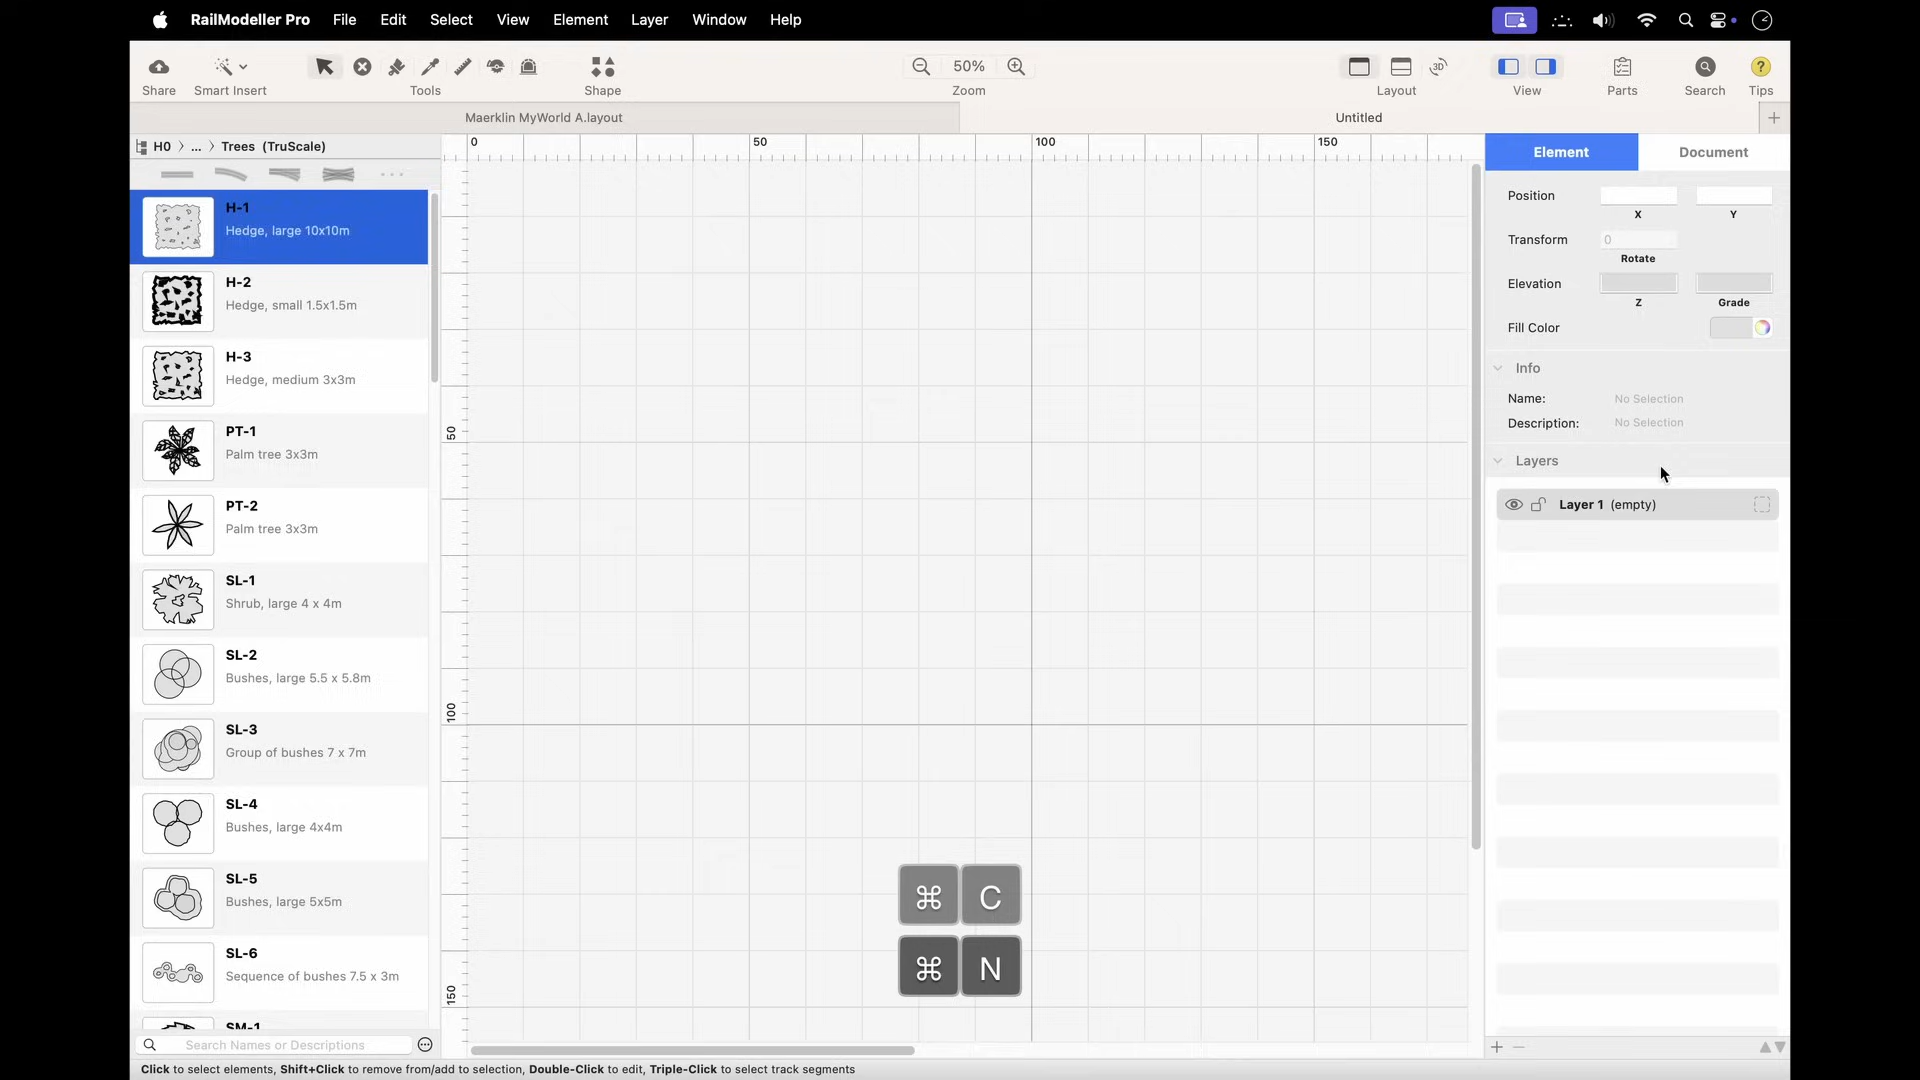 RailModeller Pro File Edit Select View Element Layer Window Help
Share Smart Insert Tools Shape 50% Zoom 3D Layout View Parts Search Tips
Maerklin MyWorld A.layout Untitled
H0 > ... > Trees (TruScale)
H-1
Hedge, large 10x10m
H-2
Hedge, small 1.5x1.5m
H-3
Hedge, medium 3x3m
PT-1
Palm tree 3x3m
PT-2
Palm tree 3x3m
SL-1
Shrub, large 4 x 4m
SL-2
Bushes, large 5.5 x 5.8m
SL-3
Group of bushes 7 x 7m
SL-4
Bushes, large 4x4m
SL-5
Bushes, large 5x5m
SL-6
Sequence of bushes 7.5 x 3m
SM-1
Search Names or Descriptions
0 50 100 150
50
100
150
⌘ C
⌘ N
Element Document
Position
X Y
Transform 0
Rotate
Elevation
Z Grade
Fill Color
Info
Name: No Selection
Description: No Selection
Layers
Layer 1 (empty)
Click to select elements, Shift+Click to remove from/add to selection, Double-Click to edit, Triple-Click to select track segments